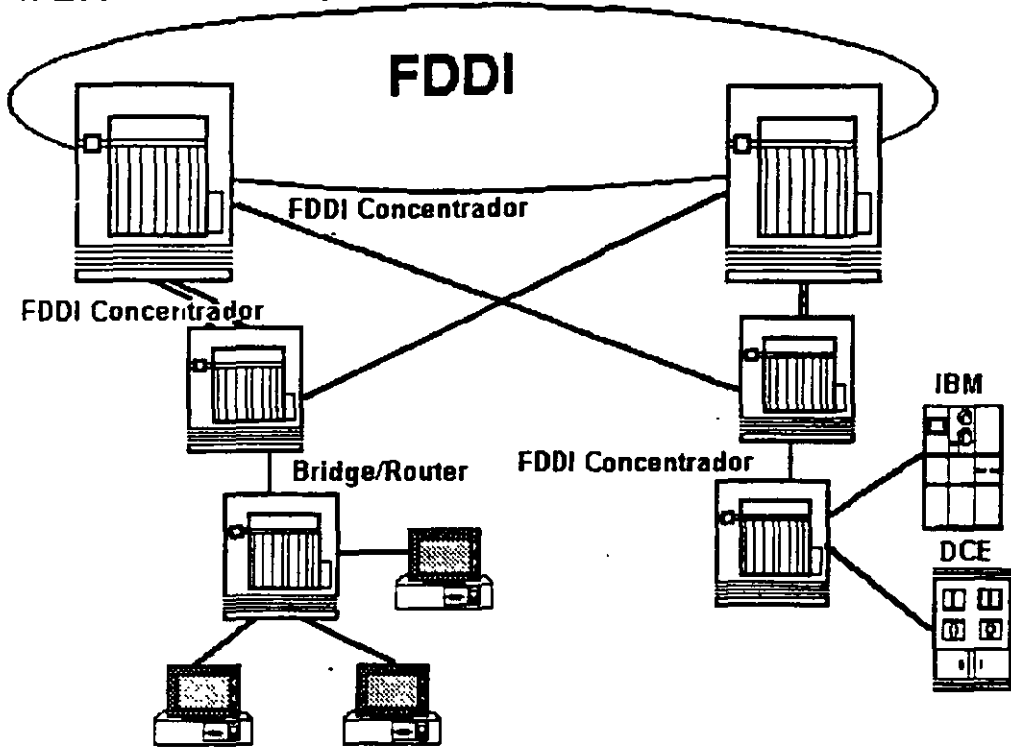 FDDI
FDDI Concentrador
FDDI Concentrador
IBM
Bridge/Router
FDDI Concentrador
DCE